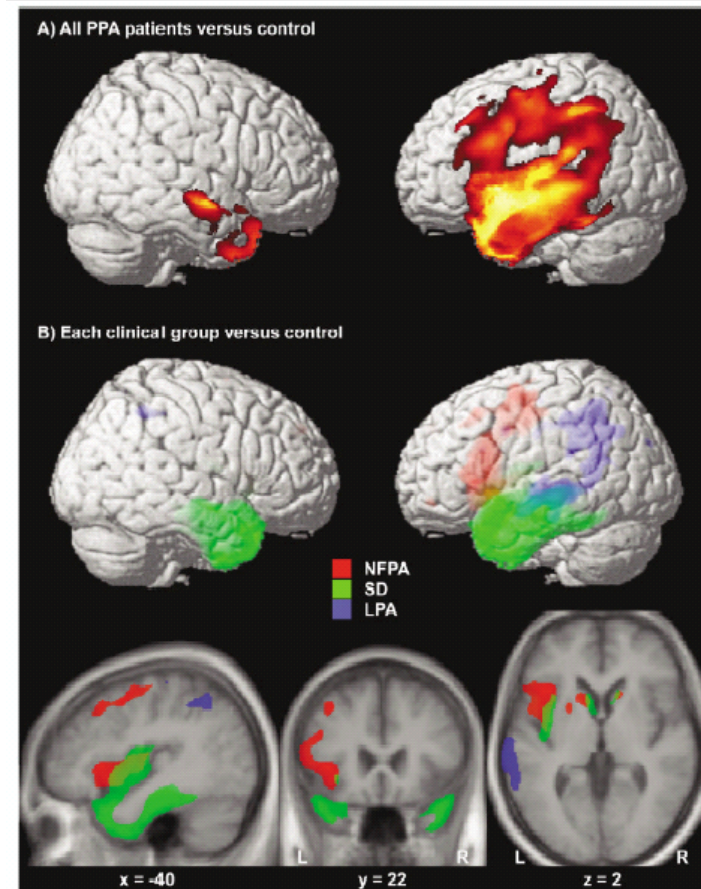 A) All PPA patients versus control
B) Each clinical group versus control
NFPA
SD
LPA
L R L R
x = -40 y = 22 z = 2